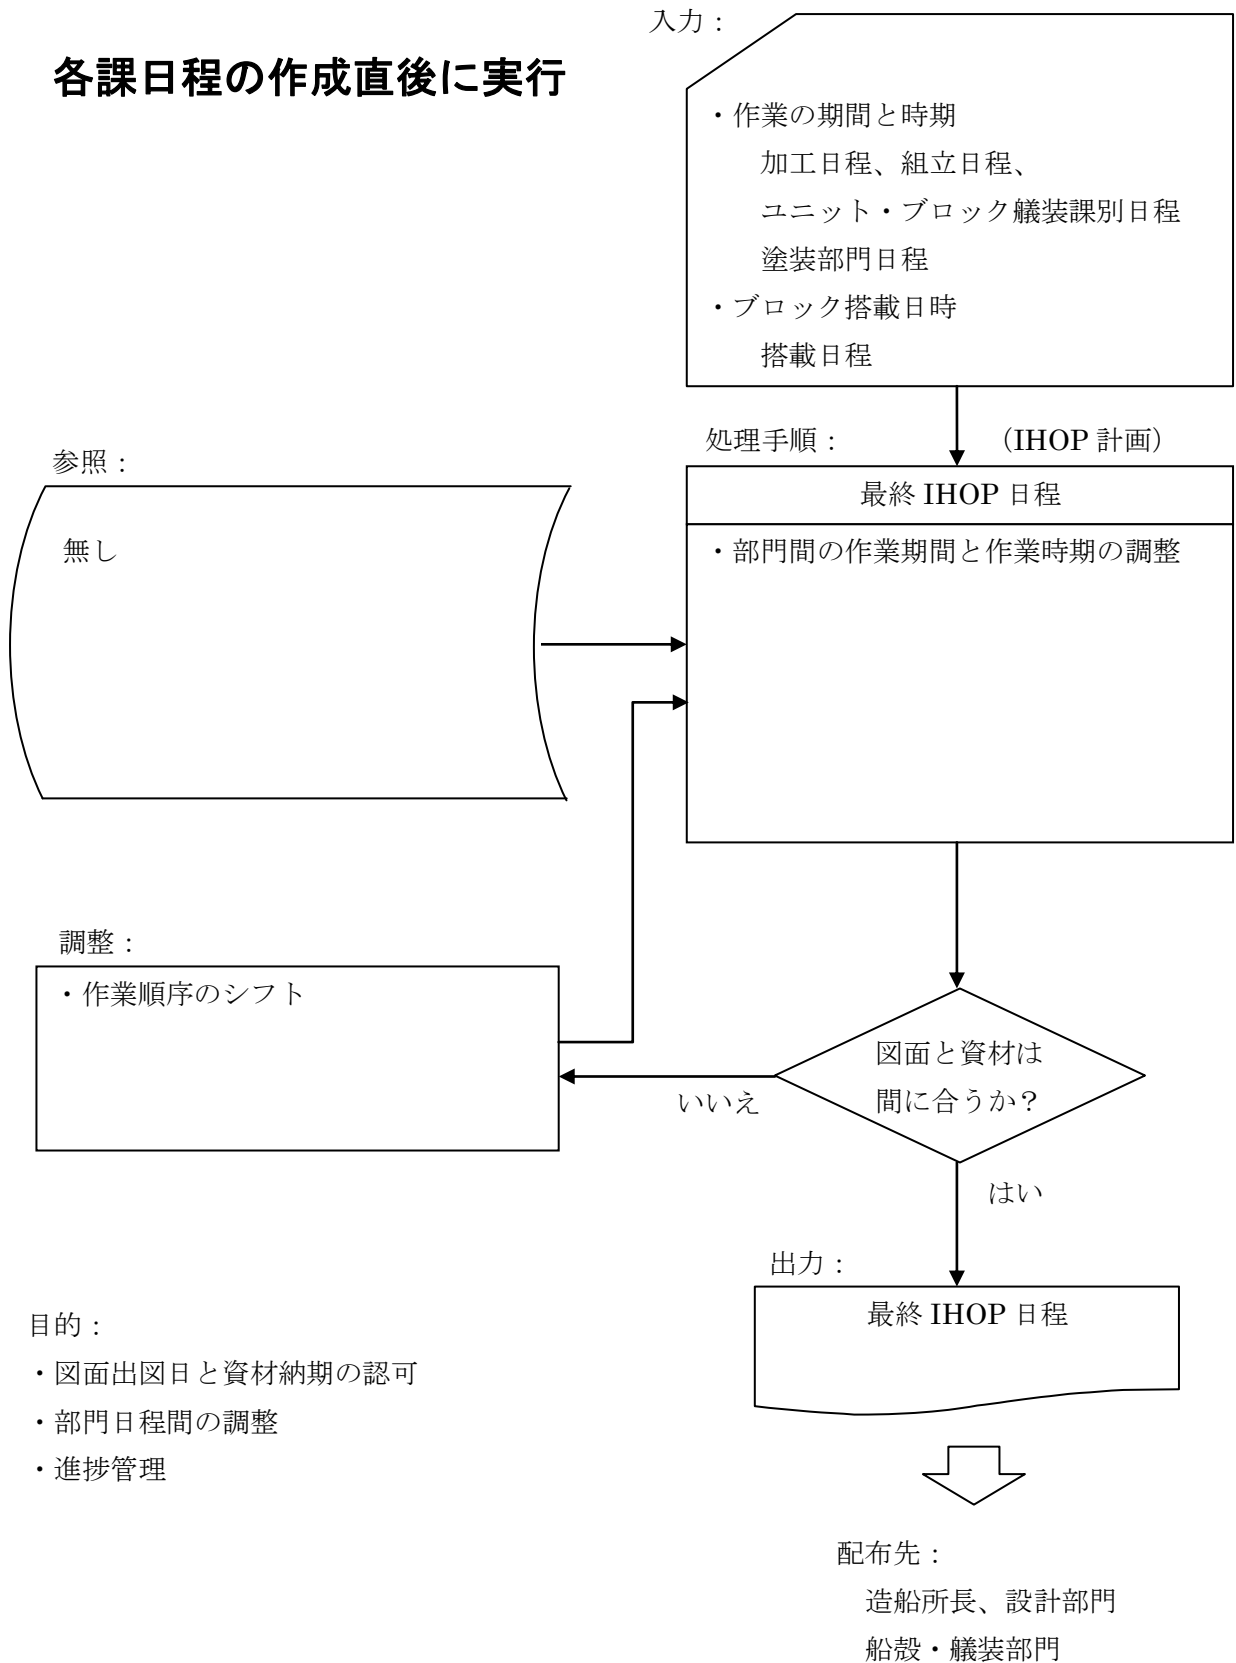 各課日程の作成直後に実行
入力：
・作業の期間と時期
加工日程、組立日程、
ユニット・ブロック艤装課別日程
塗装部門日程
・ブロック搭載日時
搭載日程
処理手順： （IHOP 計画）
参照：
無し
最終 IHOP 日程
・部門間の作業期間と作業時期の調整
調整：
・作業順序のシフト
図面と資材は
間に合うか？
いいえ
はい
出力：
最終 IHOP 日程
目的：
・図面出図日と資材納期の認可
・部門日程間の調整
・進捗管理
配布先：
造船所長、設計部門
船殻・艤装部門